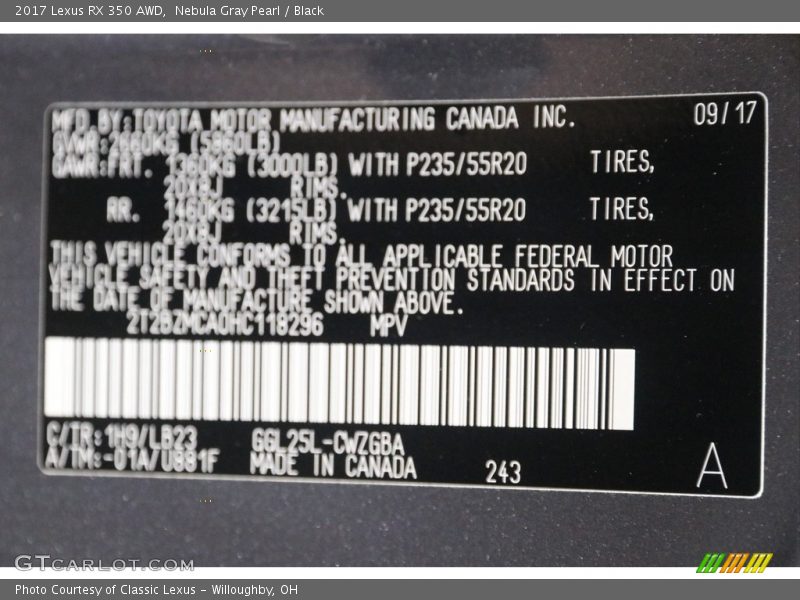 2017 Lexus RX 350 AWD, Nebula Gray Pearl / Black
MFD BY:TOYOTA MOTOR MANUFACTURING CANADA INC. 09/17
GVWR:2660KG (5860LB)
GAWR:FRT. 1360KG (3000LB) WITH P235/55R20 TIRES,
20X8J RIMS.
RR. 1460KG (3215LB) WITH P235/55R20 TIRES,
20X8J RIMS.
THIS VEHICLE CONFORMS TO ALL APPLICABLE FEDERAL MOTOR
VEHICLE SAFETY AND THEFT PREVENTION STANDARDS IN EFFECT ON
THE DATE OF MANUFACTURE SHOWN ABOVE.
2T2BZMCA0HC118296 MPV
C/TR:1H9/LB23 GGL25L-CWZGBA
A/TM:-01A/U881F MADE IN CANADA 243 A
GTCARLOT.COM
Photo Courtesy of Classic Lexus - Willoughby, OH